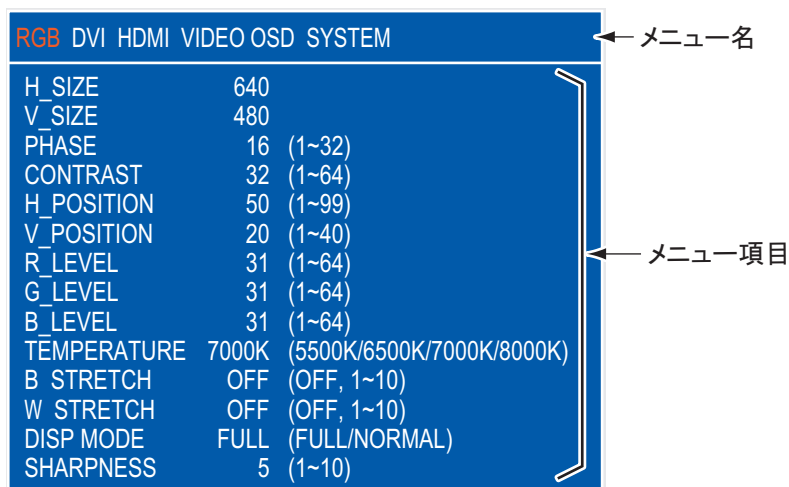 RGB DVI HDMI VIDEO OSD SYSTEM メニュー名
H_SIZE 640
V_SIZE 480
PHASE 16 (1~32)
CONTRAST 32 (1~64)
H_POSITION 50 (1~99)
V_POSITION 20 (1~40)
メニュー項目
R_LEVEL 31 (1~64)
G_LEVEL 31 (1~64)
B_LEVEL 31 (1~64)
TEMPERATURE 7000K (5500K/6500K/7000K/8000K)
B STRETCH OFF (OFF, 1~10)
W STRETCH OFF (OFF, 1~10)
DISP MODE FULL (FULL/NORMAL)
SHARPNESS 5 (1~10)